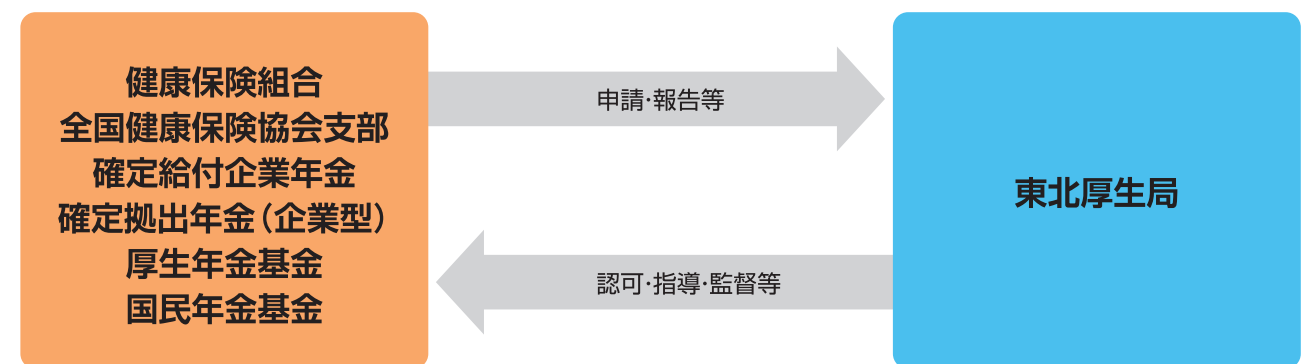 健康保険組合
全国健康保険協会支部
確定給付企業年金
確定拠出年金（企業型）
厚生年金基金
国民年金基金
申請・報告等
東北厚生局
認可・指導・監督等